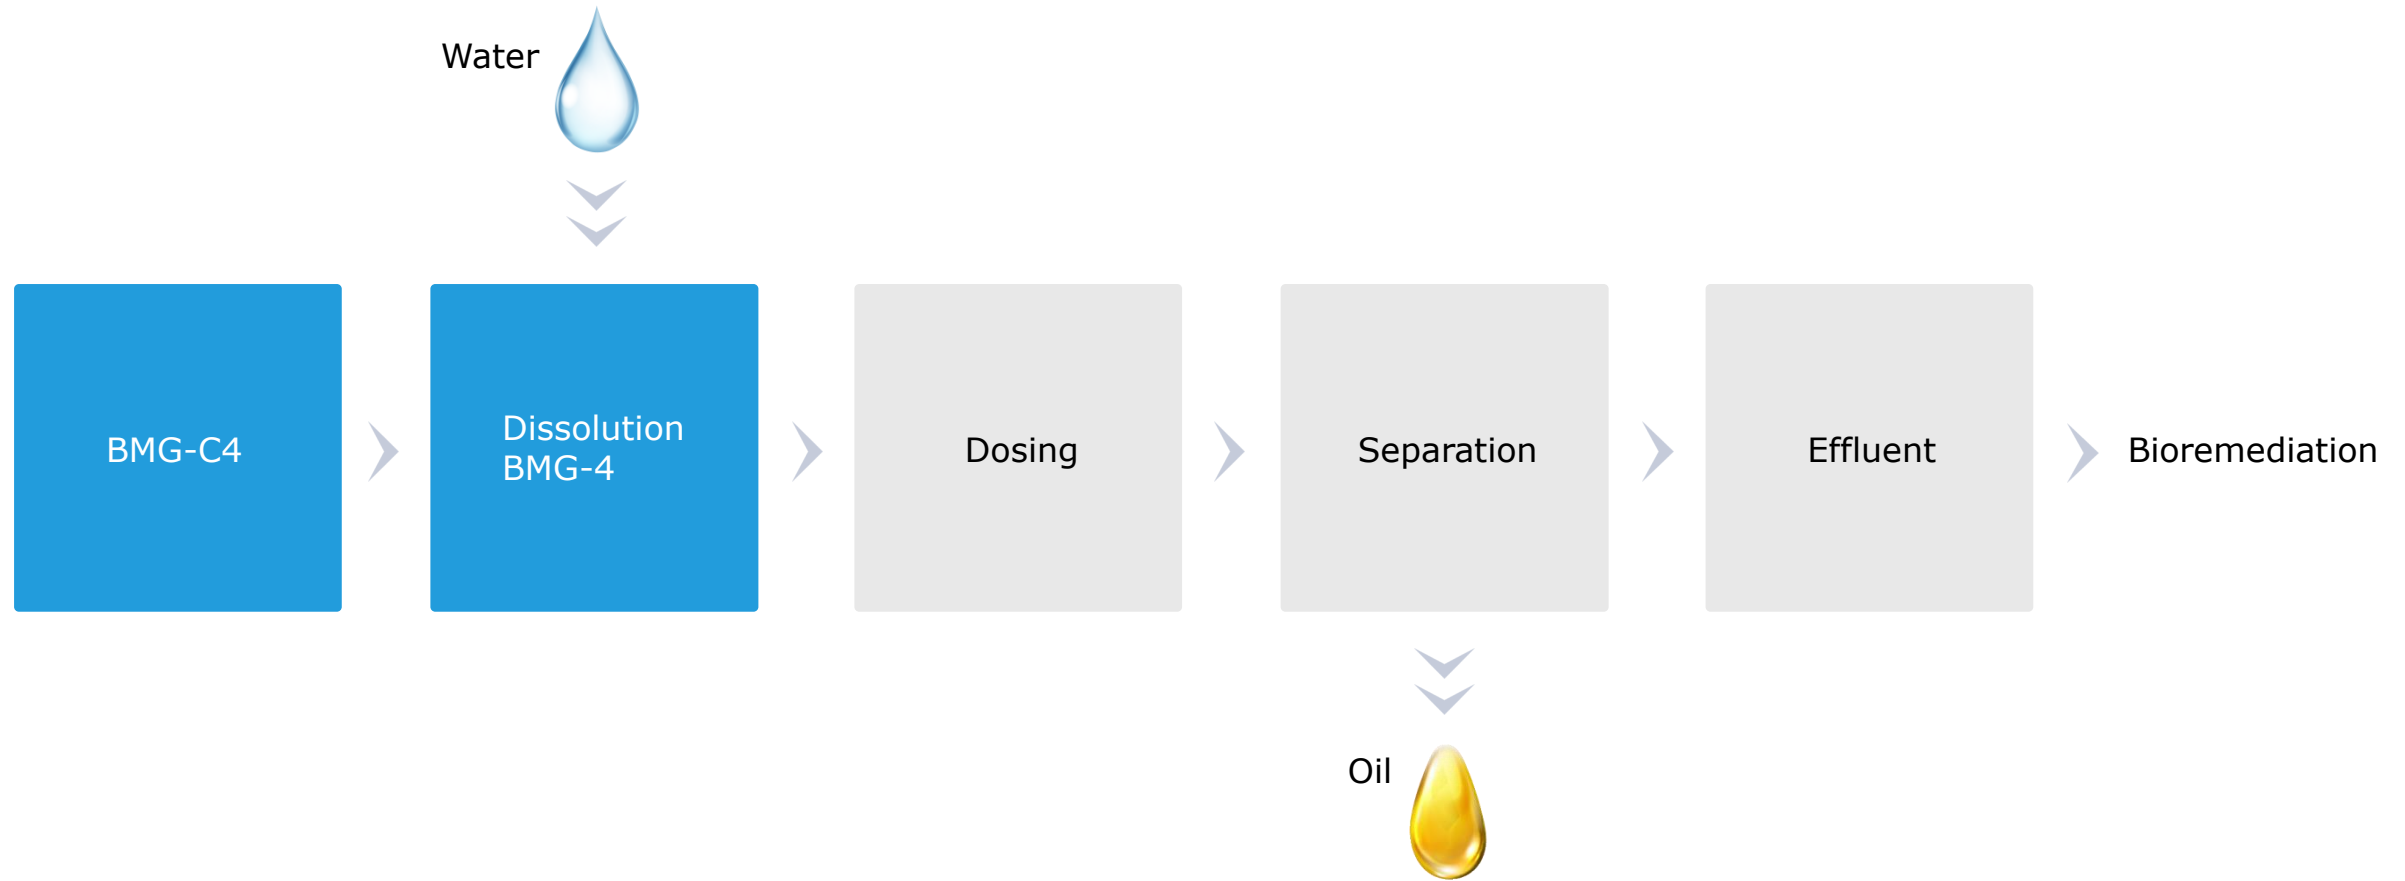 Water
BMG-C4
Dissolution
BMG-4
Dosing
Separation
Effluent
Bioremediation
Oil